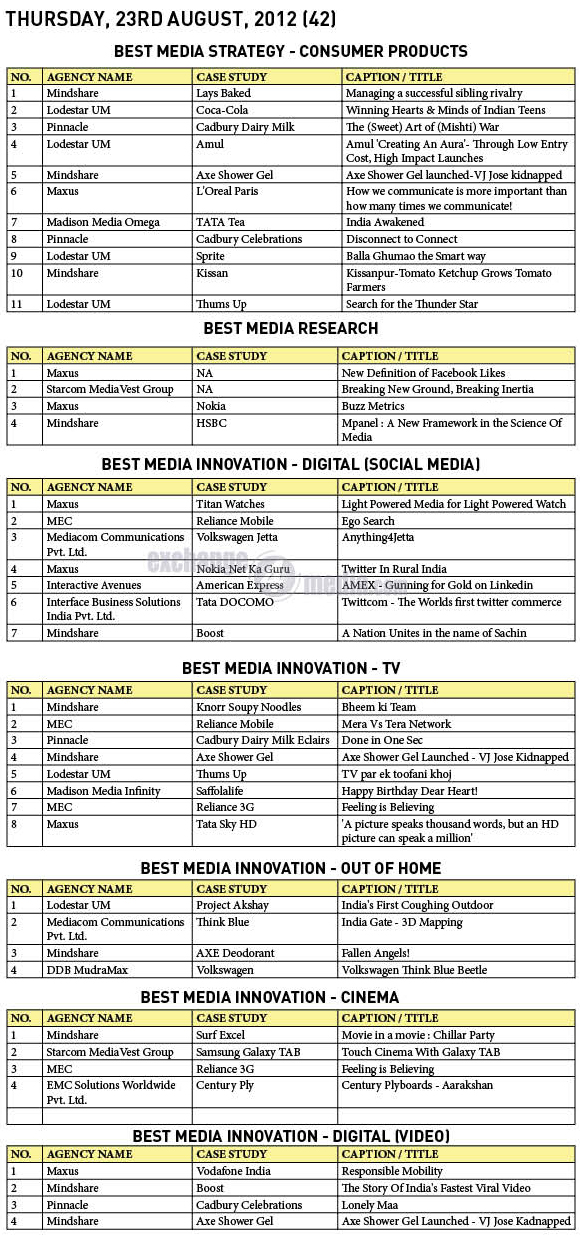 THURSDAY, 23RD AUGUST, 2012 (42)
BEST MEDIA STRATEGY - CONSUMER PRODUCTS
NO. AGENCY NAME CASE STUDY CAPTION / TITLE
1 Mindshare Lays Baked Managing a successful sibling rivalry
2 Lodestar UM Coca-Cola Winning Hearts & Minds of Indian Teens
3 Pinnacle Cadbury Dairy Milk The (Sweet) Art of (Mishti) War
4 Lodestar UM Amul Amul 'Creating An Aura'- Through Low Entry
Cost, High Impact Launches
5 Mindshare Axe Shower Gel Axe Shower Gel launched-VJ Jose kidnapped
6 Maxus L'Oreal Paris How we communicate is more important than
how many times we communicate!
7 Madison Media Omega TATA Tea India Awakened
8 Pinnacle Cadbury Celebrations Disconnect to Connect
9 Lodestar UM Sprite Balla Ghumao the Smart way
10 Mindshare Kissan Kissanpur-Tomato Ketchup Grows Tomato
Farmers
11 Lodestar UM Thums Up Search for the Thunder Star
BEST MEDIA RESEARCH
NO. AGENCY NAME CASE STUDY CAPTION / TITLE
1 Maxus NA New Definition of Facebook Likes
2 Starcom MediaVest Group NA Breaking New Ground, Breaking Inertia
3 Maxus Nokia Buzz Metrics
4 Mindshare HSBC Mpanel : A New Framework in the Science Of
Media
BEST MEDIA INNOVATION - DIGITAL (SOCIAL MEDIA)
NO. AGENCY NAME CASE STUDY CAPTION / TITLE
1 Maxus Titan Watches Light Powered Media for Light Powered Watch
2 MEC Reliance Mobile Ego Search
3 Mediacom Communications Volkswagen Jetta Anything4Jetta
Pvt. Ltd.
exchange4media.com
4 Maxus Nokia Net Ka Guru Twitter In Rural India
5 Interactive Avenues American Express AMEX - Gunning for Gold on Linkedin
6 Interface Business Solutions Tata DOCOMO Twittcom - The Worlds first twitter commerce
India Pvt. Ltd.
7 Mindshare Boost A Nation Unites in the name of Sachin
BEST MEDIA INNOVATION - TV
NO. AGENCY NAME CASE STUDY CAPTION / TITLE
1 Mindshare Knorr Soupy Noodles Bheem ki Team
2 MEC Reliance Mobile Mera Vs Tera Network
3 Pinnacle Cadbury Dairy Milk Eclairs Done in One Sec
4 Mindshare Axe Shower Gel Axe Shower Gel Launched - VJ Jose Kidnapped
5 Lodestar UM Thums Up TV par ek toofani khoj
6 Madison Media Infinity Saffolalife Happy Birthday Dear Heart!
7 MEC Reliance 3G Feeling is Believing
8 Maxus Tata Sky HD 'A picture speaks thousand words, but an HD
picture can speak a million'
BEST MEDIA INNOVATION - OUT OF HOME
NO. AGENCY NAME CASE STUDY CAPTION / TITLE
1 Lodestar UM Project Akshay India's First Coughing Outdoor
2 Mediacom Communications Think Blue India Gate - 3D Mapping
Pvt. Ltd.
3 Mindshare AXE Deodorant Fallen Angels!
4 DDB MudraMax Volkswagen Volkswagen Think Blue Beetle
BEST MEDIA INNOVATION - CINEMA
NO. AGENCY NAME CASE STUDY CAPTION / TITLE
1 Mindshare Surf Excel Movie in a movie : Chillar Party
2 Starcom MediaVest Group Samsung Galaxy TAB Touch Cinema With Galaxy TAB
3 MEC Reliance 3G Feeling is Believing
4 EMC Solutions Worldwide Century Ply Century Plyboards - Aarakshan
Pvt. Ltd.
BEST MEDIA INNOVATION - DIGITAL (VIDEO)
NO. AGENCY NAME CASE STUDY CAPTION / TITLE
1 Maxus Vodafone India Responsible Mobility
2 Mindshare Boost The Story Of India's Fastest Viral Video
3 Pinnacle Cadbury Celebrations Lonely Maa
4 Mindshare Axe Shower Gel Axe Shower Gel Launched - VJ Jose Kadnapped